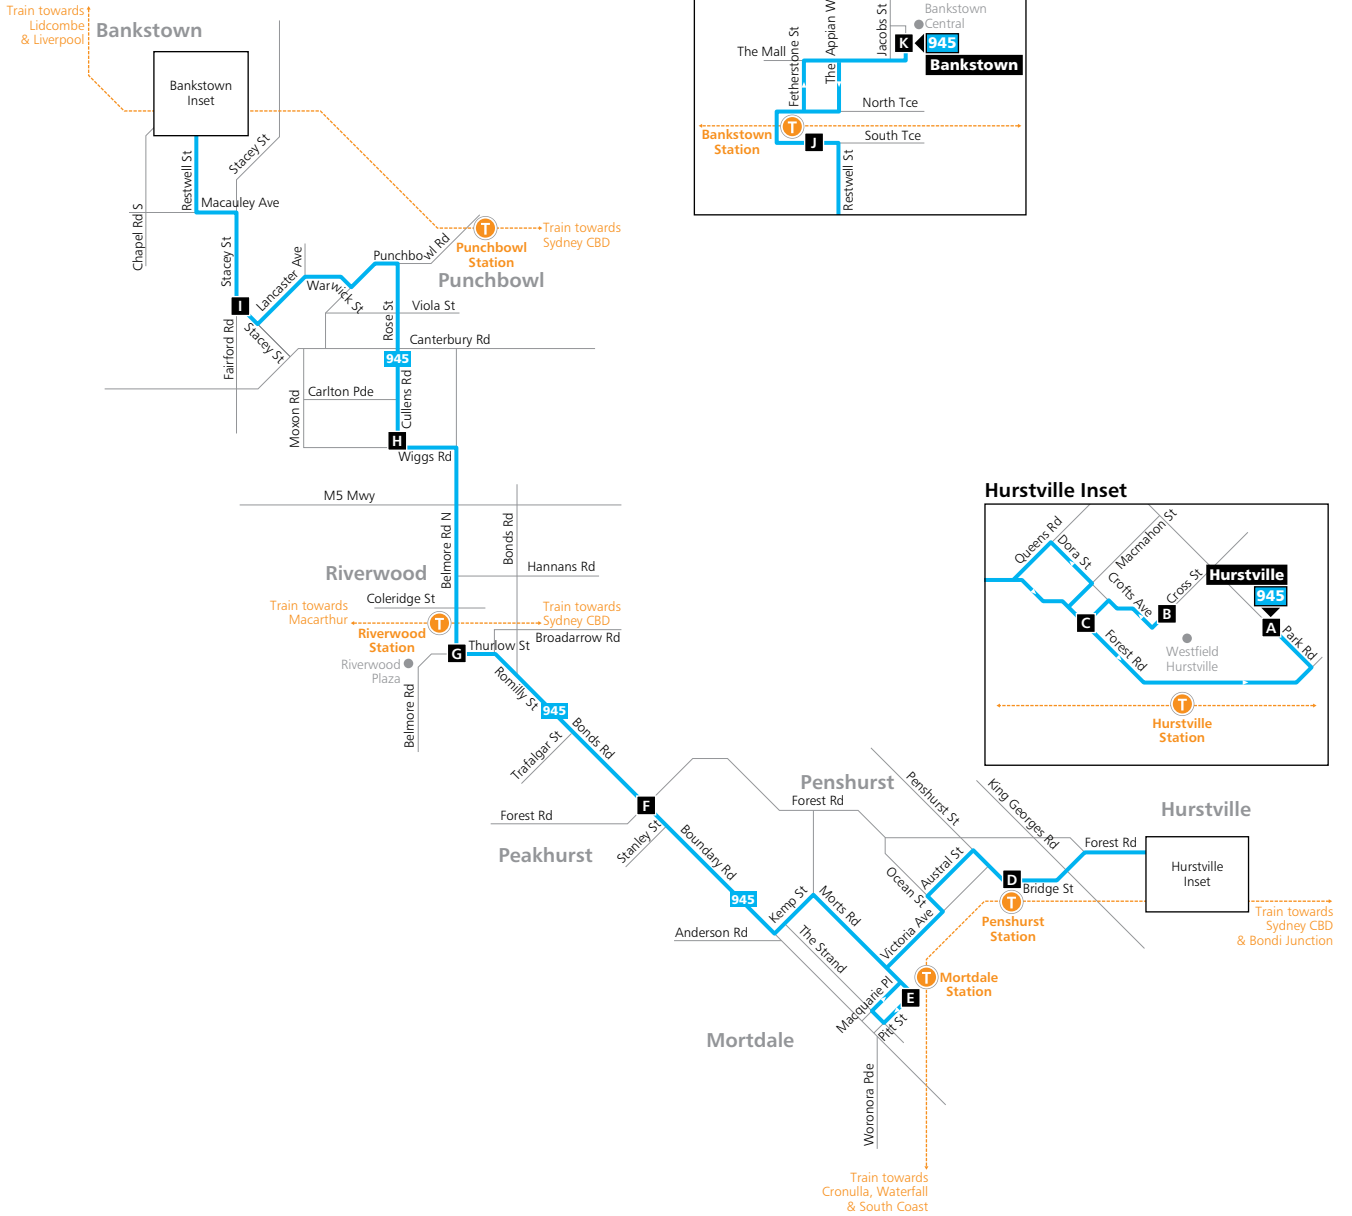 Train towards
Lidcombe
& Liverpool
Bankstown
Bankstown
Inset
Restwell St
Stacey St
Chapel Rd S
Macauley Ave
Stacey St
I
Lancaster Ave
Warwick St
Punchbowl Rd
T
Punchbowl
Station
Train towards
Sydney CBD
Punchbowl
Fairford Rd
Stacey St
Rose St
Viola St
Canterbury Rd
945
Moxon Rd
Carlton Pde
Cullens Rd
H
Wiggs Rd
M5 Mwy
Belmore Rd N
Bonds Rd
Riverwood
Hannans Rd
Coleridge St
Train towards
Macarthur
T
Riverwood
Station
Train towards
Sydney CBD
Broadarrow Rd
Riverwood
Plaza
G
Thurlow St
Belmore Rd
Romilly St
945
Bonds Rd
Trafalgar St
Forest Rd
F
Stanley St
Peakhurst
Boundary Rd
945
Anderson Rd
Kemp St
The Strand
Morts Rd
Forest Rd
Penshurst
Penshurst St
King Georges Rd
Hurstville
Forest Rd
Hurstville
Inset
Austral St
Ocean St
Victoria Ave
D
Bridge St
T
Penshurst
Station
Train towards
Sydney CBD
& Bondi Junction
T
Mortdale
Station
E
Macquarie Pl
Pitt St
Mortdale
Woronora Pde
Train towards
Cronulla, Waterfall
& South Coast
Fetherstone St
The Appian W
Jacobs St
Bankstown
Central
K
945
Bankstown
The Mall
North Tce
T
Bankstown
Station
J
South Tce
Restwell St
Hurstville Inset
Queens Rd
Dora St
Macmahon St
Crofts Ave
Cross St
Hurstville
945
B
C
A
Forest Rd
Westfield
Hurstville
Park Rd
T
Hurstville
Station